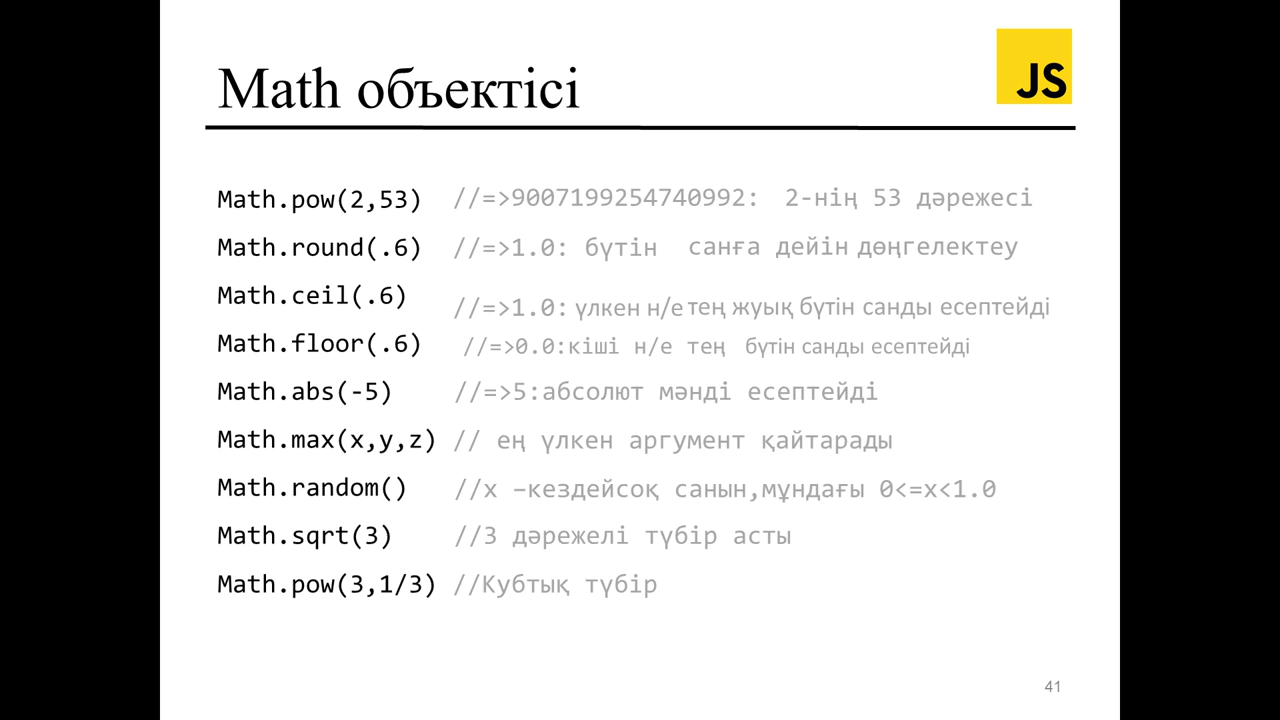 Math объектісі
JS
Math.pow(2,53) //=>9007199254740992: 2-нің 53 дәрежесі
Math.round(.6) //=>1.0: бүтін санға дейін дөңгелектеу
Math.ceil(.6) //=>1.0: үлкен н/е тең жуық бүтін санды есептейді
Math.floor(.6) //=>0.0:кіші н/е тең бүтін санды есептейді
Math.abs(-5) //=>5:абсолют мәнді есептейді
Math.max(x,y,z) // ең үлкен аргумент қайтарады
Math.random() //x –кездейсоқ санын,мұндағы 0<=x<1.0
Math.sqrt(3) //3 дәрежелі түбір асты
Math.pow(3,1/3) //Кубтық түбір
41